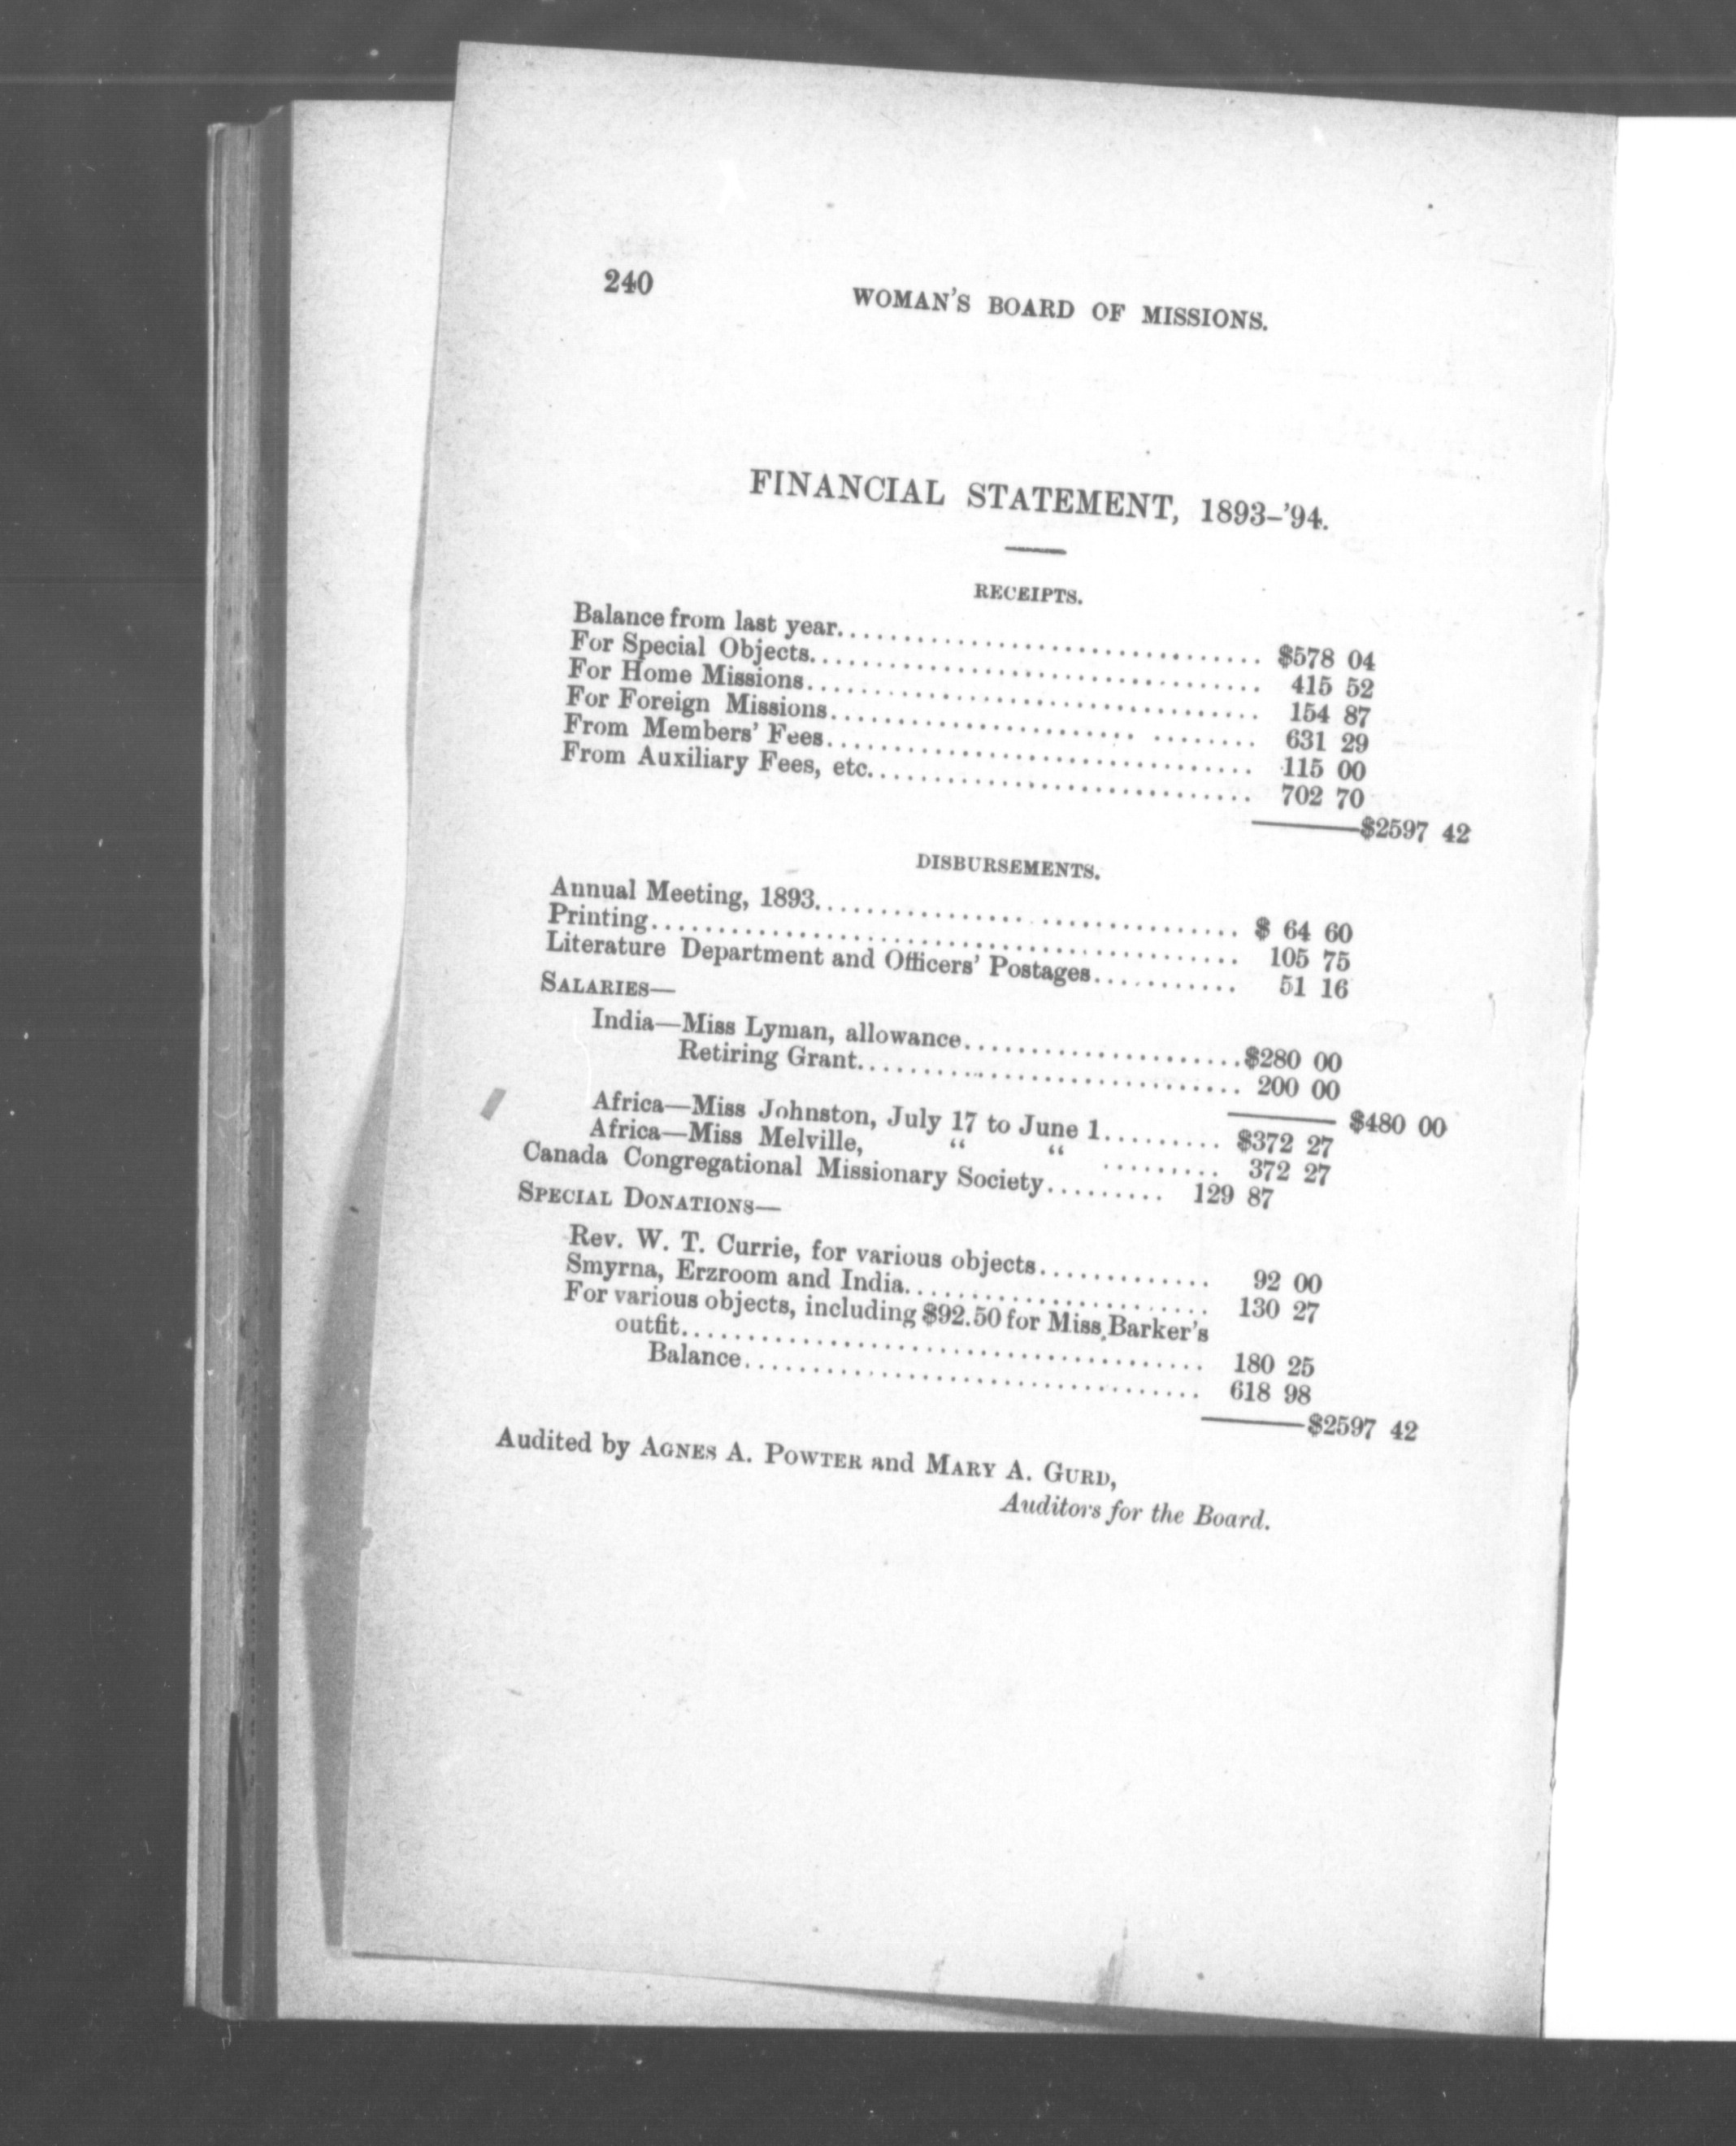 240
WOMAN'S BOARD OF MISSIONS.
FINANCIAL STATEMENT, 1893-'94.
RECEIPTS.
Balance from last year.................................... $578 04
For Special Objects.................................... 415 52
For Home Missions.................................... 154 87
For Foreign Missions.................................... 631 29
From Members' Fees.................................... 115 00
From Auxiliary Fees, etc.................................... 702 70
$2597 42
DISBURSEMENTS.
Annual Meeting, 1893.................................... $ 64 60
Printing.................................... 105 75
Literature Department and Officers' Postages............ 51 16
SALARIES—
India—Miss Lyman, allowance......................$280 00
Retiring Grant.............................. 200 00
$480 00
Africa—Miss Johnston, July 17 to June 1......... $372 27
Africa—Miss Melville, “ “ ......... 372 27
Canada Congregational Missionary Society......... 129 87
SPECIAL DONATIONS—
Rev. W. T. Currie, for various objects............. 92 00
Smyrna, Erzroom and India........................ 130 27
For various objects, including $92.50 for Miss Barker's
outfit.................................... 180 25
Balance.................................... 618 98
$2597 42
Audited by AGNES A. POWTER and MARY A. GURD,
Auditors for the Board.